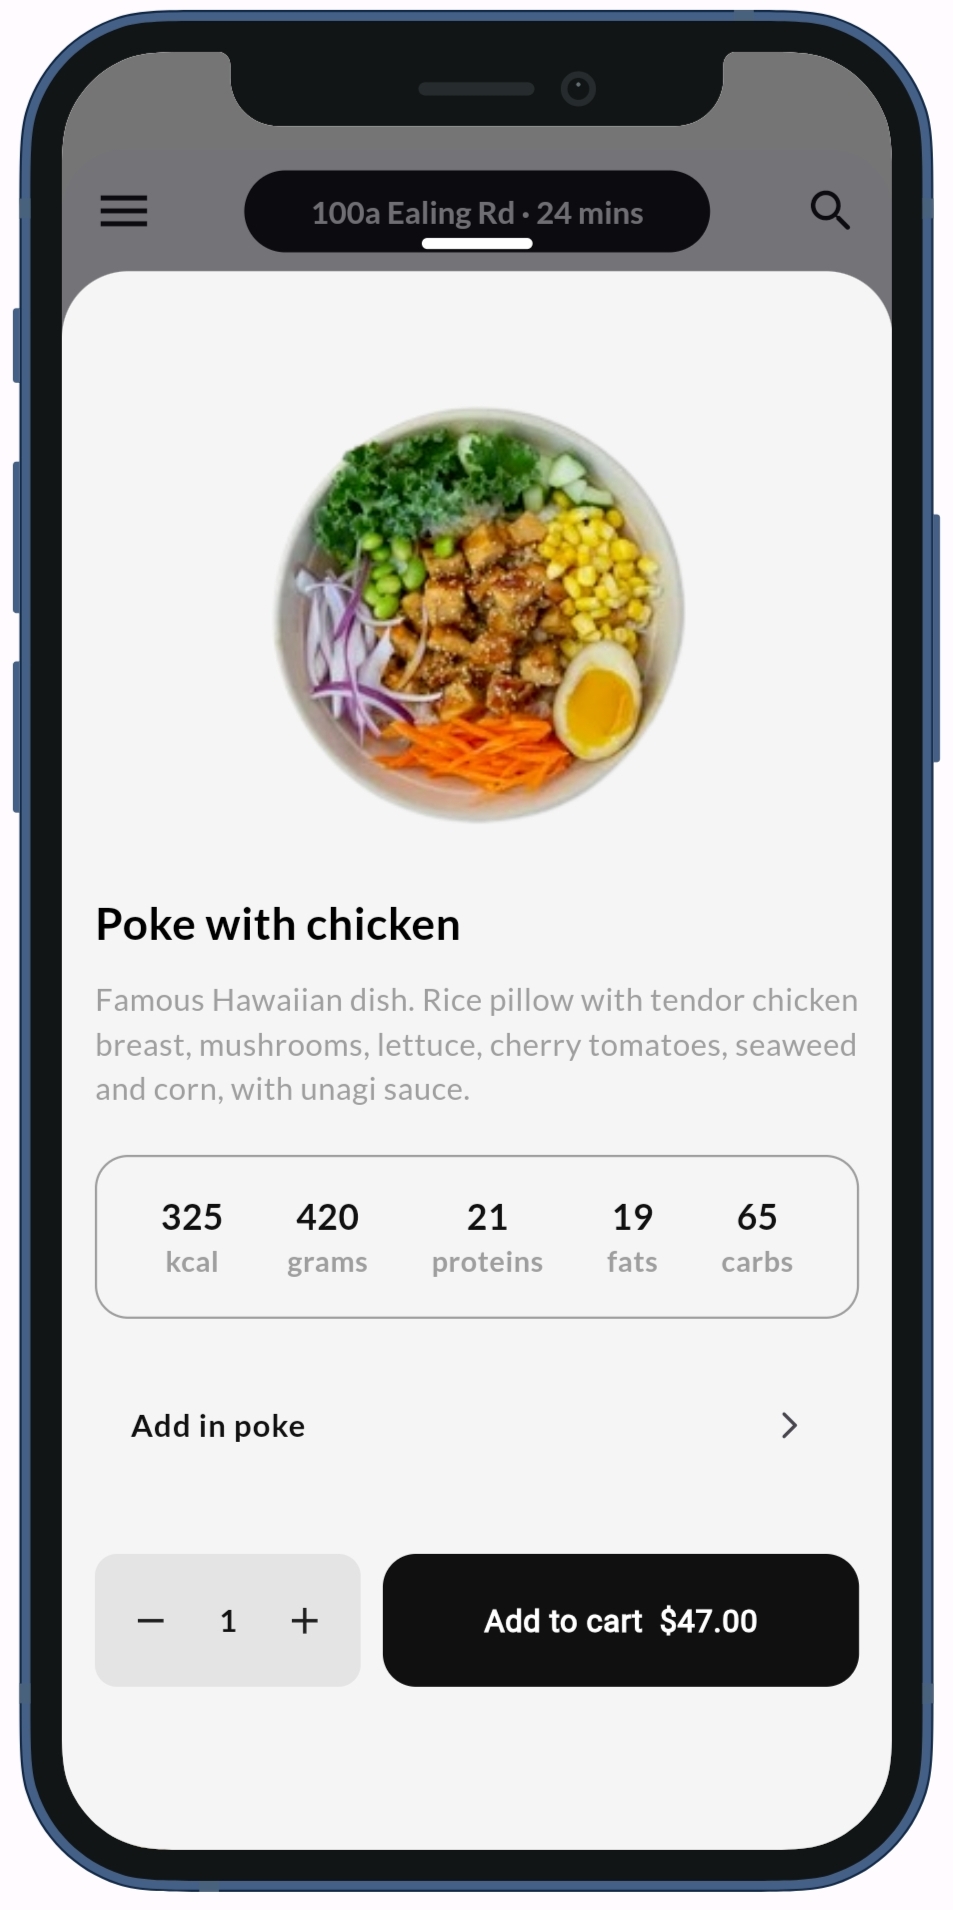 100a Ealing Rd · 24 mins
Poke with chicken
Famous Hawaiian dish. Rice pillow with tendor chicken
breast, mushrooms, lettuce, cherry tomatoes, seaweed
and corn, with unagi sauce.
325 420 21 19 65
kcal grams proteins fats carbs
Add in poke
1 Add to cart $47.00